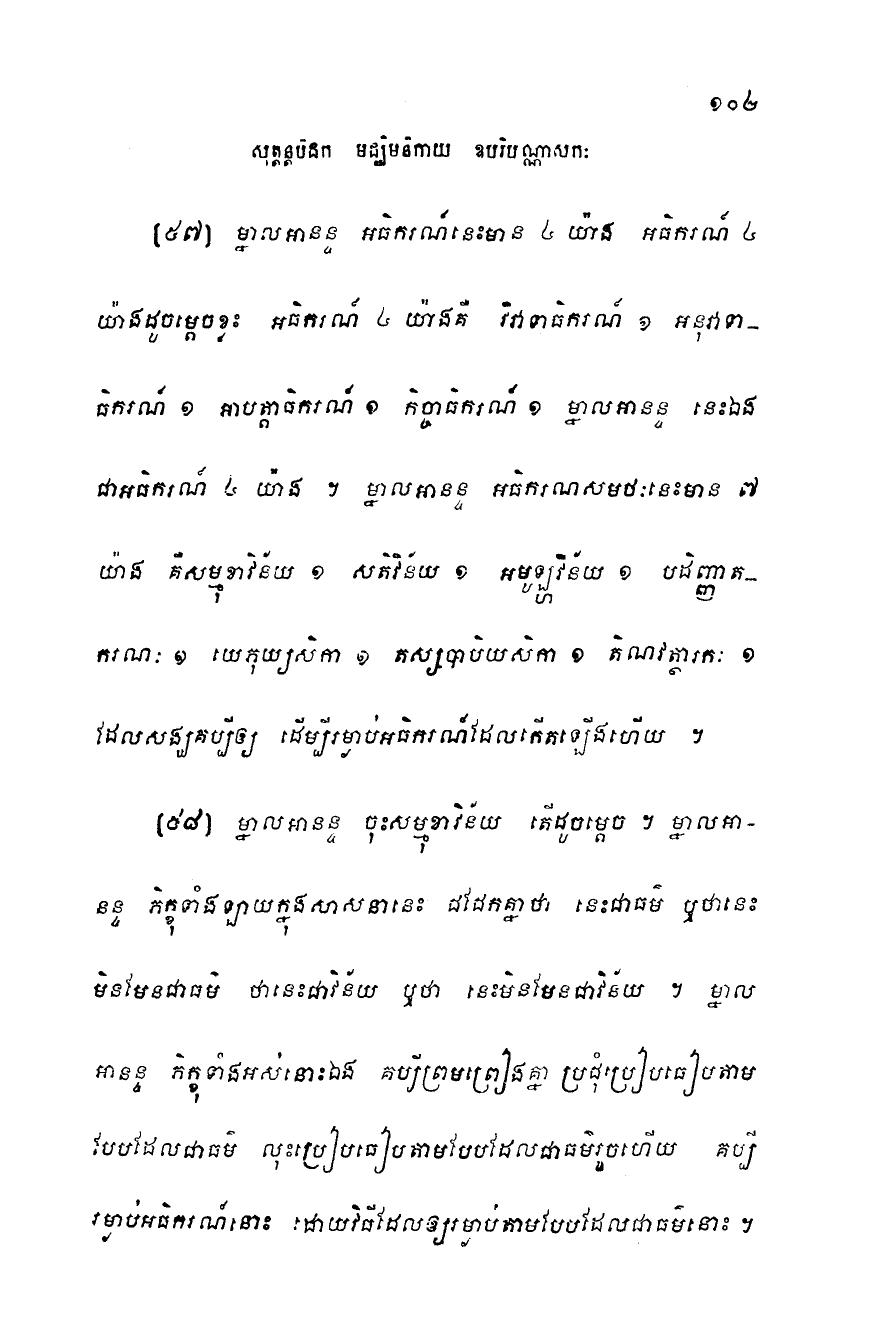 ១០២
សុត្តន្តបិដក មជ្ឈិមនិកាយ ឧបរិបណ្ណាសកៈ
(៥៧) ម្នាលអានន្ទ អធិករណ៍នេះមាន ៤ យ៉ាង អធិករណ៍ ៤
យ៉ាងដូចម្តេចខ្លះ អធិករណ៍ ៤ យ៉ាងគឺ វិវាទាធិករណ៍ ១ អនុវាទា-
ធិករណ៍ ១ អាបត្តាធិករណ៍ ១ កិច្ចាធិករណ៍ ១ ម្នាលអានន្ទ នេះឯង
ជាអធិករណ៍ ៤ យ៉ាង ។ ម្នាលអានន្ទ អធិករណសមថៈនេះមាន ៧
យ៉ាង គឺសម្មុខាវិន័យ ១ សតិវិន័យ ១ អមូឡ្ហវិន័យ ១ បដិញ្ញាត-
ករណៈ ១ យេភុយ្យសិកា ១ តស្សបាបិយសិកា ១ តិណវត្ថារកៈ ១
ដែលសង្ឃគប្បីឲ្យ ដើម្បីរម្ងាប់អធិករណ៍ដែលកើតឡើងហើយ ។
(៥៨) ម្នាលអានន្ទ ចុះសម្មុខាវិន័យ តើដូចម្តេច ។ ម្នាលអា-
នន្ទ ភិក្ខុទាំងឡាយក្នុងសាសនានេះ ដដែកគ្នាថា នេះជាធម៌ ឬថានេះ
មិនមែនជាធម៌ ថានេះជាវិន័យ ឬថា នេះមិនមែនជាវិន័យ ។ ម្នាល
អានន្ទ ភិក្ខុទាំងអស់នោះឯង គប្បីព្រមព្រៀងគ្នា ប្រជុំប្រៀបធៀបតាម
បែបដែលជាធម៌ លុះប្រៀបធៀបតាមបែបដែលជាធម៌រួចហើយ គប្បី
រម្ងាប់អធិករណ៍នោះ ដោយវិធីដែលឱ្យរម្ងាប់តាមបែបដែលជាធម៌នោះ ។